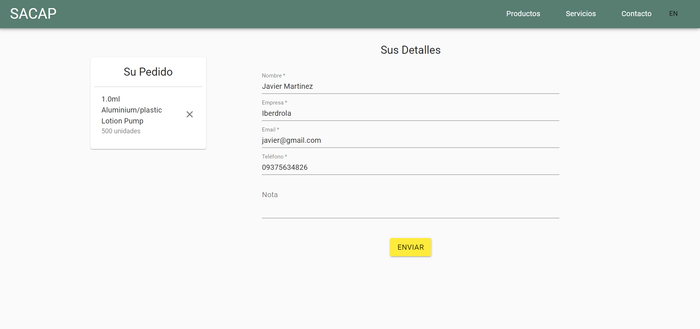 SACAP
Productos
Servicios
Contacto
EN
Su Pedido
1.0ml
Aluminium/plastic
Lotion Pump
500 unidades
Sus Detalles
Nombre *
Javier Martinez
Empresa *
Iberdrola
Email *
javier@gmail.com
Teléfono *
09375634826
Nota
ENVIAR